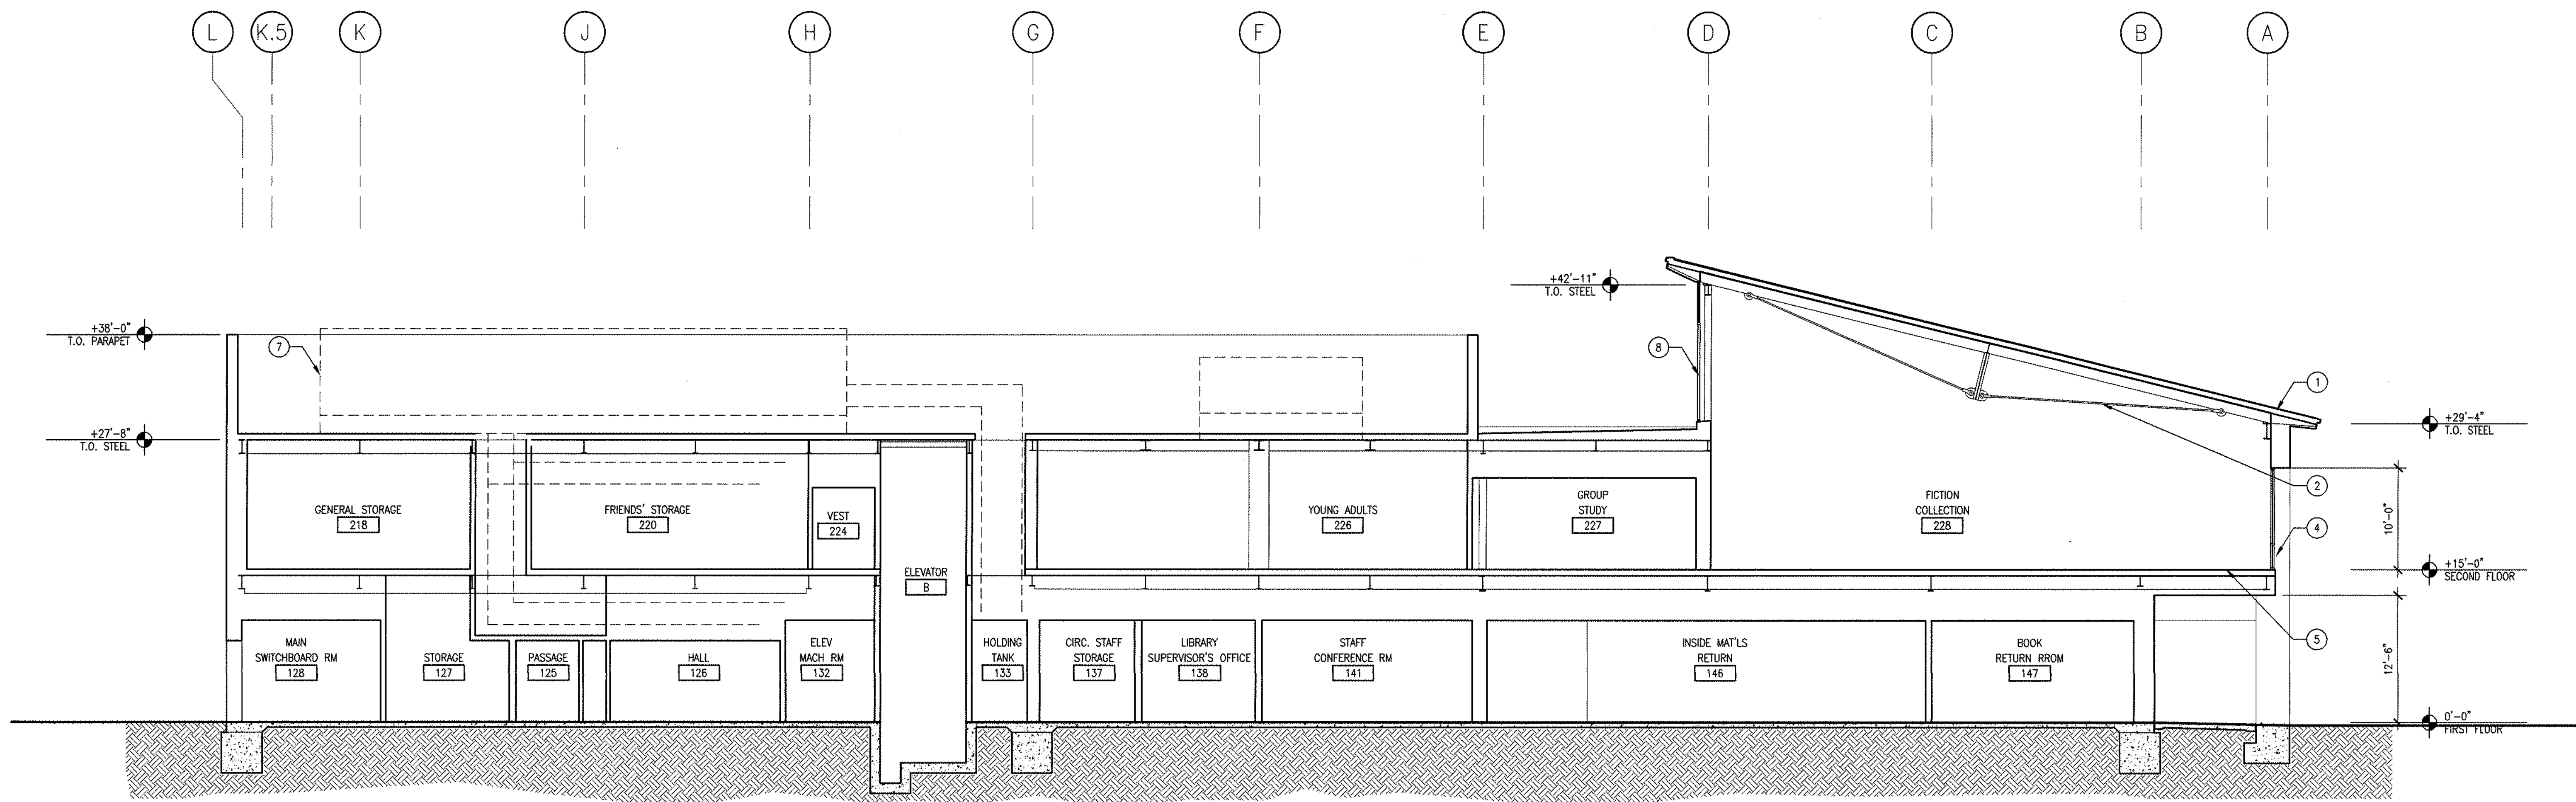 L
K.5
K
J
H
G
F
E
D
C
B
A
+42'-11"
T.O. STEEL
+38'-0"
T.O. PARAPET
7
8
1
+27'-8"
T.O. STEEL
+29'-4"
T.O. STEEL
2
GENERAL STORAGE
218
FRIENDS' STORAGE
220
VEST
224
YOUNG ADULTS
226
GROUP
STUDY
227
FICTION
COLLECTION
228
10'-0"
4
ELEVATOR
B
+15'-0"
SECOND FLOOR
5
MAIN
SWITCHBOARD RM
128
STORAGE
127
PASSAGE
125
HALL
126
ELEV
MACH RM
132
HOLDING
TANK
133
CIRC. STAFF
STORAGE
137
LIBRARY
SUPERVISOR'S OFFICE
138
STAFF
CONFERENCE RM
141
INSIDE MAT'LS
RETURN
146
BOOK
RETURN RROM
147
12'-6"
0'-0"
FIRST FLOOR